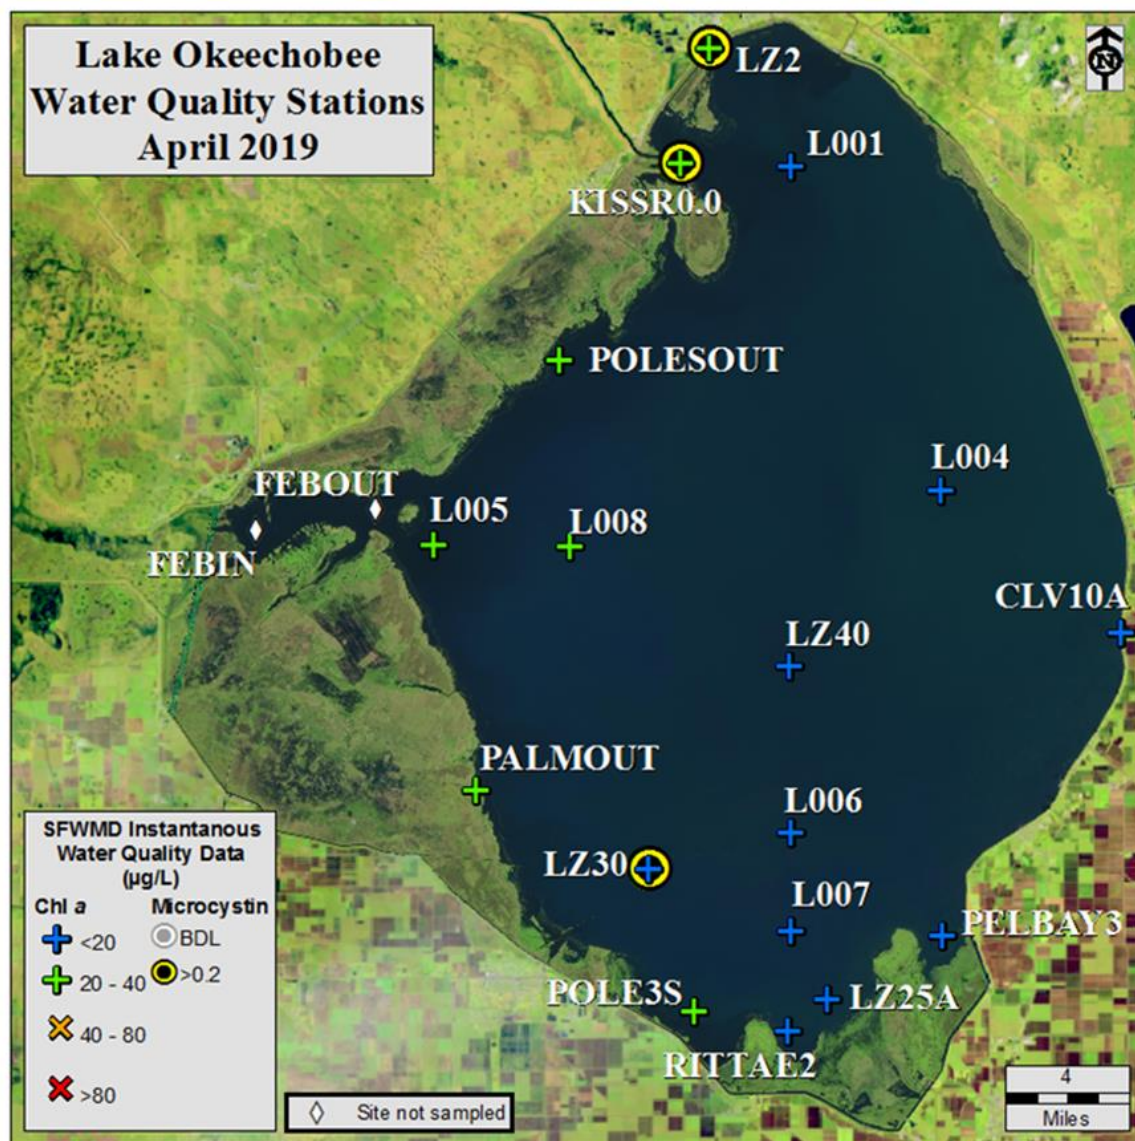 Lake Okeechobee
Water Quality Stations
April 2019
N
LZ2
L001
KISSR0.0
POLESOUT
L004
FEBOUT
L005
L008
FEBIN
CLV10A
LZ40
PALMOUT
L006
LZ30
L007
PELBAY3
POLE3S
LZ25A
RITTAE2
SFWMD Instantanous
Water Quality Data
(µg/L)
Chl a Microcystin
<20 BDL
20 - 40 >0.2
40 - 80
>80
Site not sampled
4
Miles